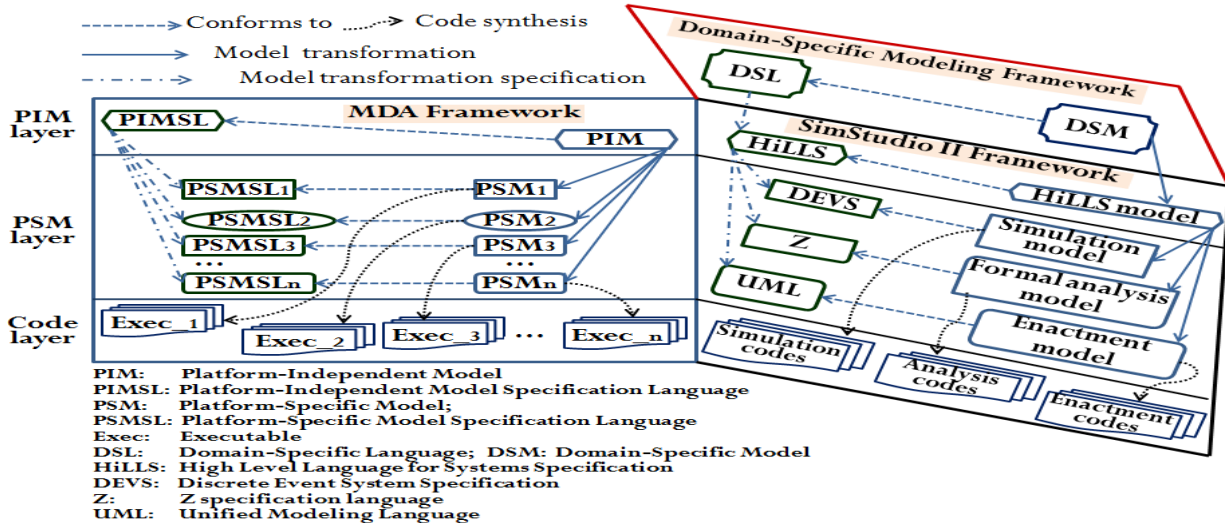 Conforms to
Code synthesis
Model transformation
Model transformation specification
Domain-Specific Modeling Framework
DSL
DSM
PIM layer
MDA Framework
PIMSL
PIM
SimStudio II Framework
HiLLS
HiLLS model
PSM layer
PSMSL1
PSM1
PSMSL2
PSM2
PSMSL3
PSM3
...
...
PSMSLn
PSMn
DEVS
Simulation model
Z
Formal analysis model
UML
Enactment model
Code layer
Exec_1
Exec_2
Exec_3
...
Exec_n
Simulation codes
Analysis codes
Enactment codes
PIM: Platform-Independent Model
PIMSL: Platform-Independent Model Specification Language
PSM: Platform-Specific Model;
PSMSL: Platform-Specific Model Specification Language
Exec: Executable
DSL: Domain-Specific Language; DSM: Domain-Specific Model
HiLLS: High Level Language for Systems Specification
DEVS: Discrete Event System Specification
Z: Z specification language
UML: Unified Modeling Language